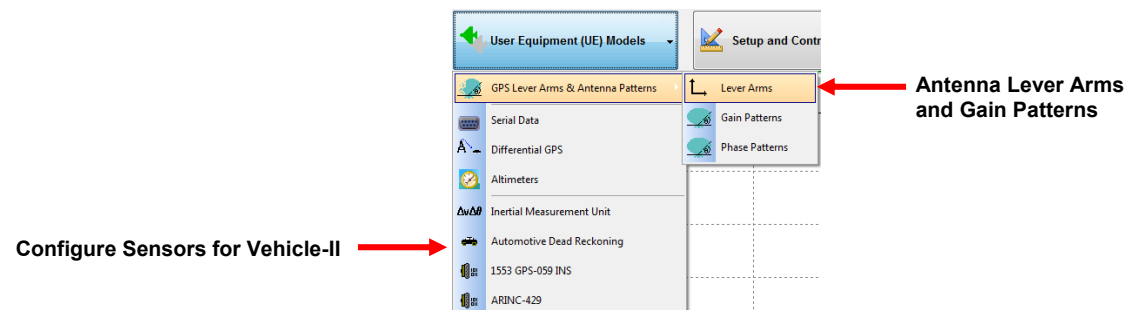 User Equipment (UE) Models
Setup and Contr
GPS Lever Arms & Antenna Patterns
Lever Arms
Antenna Lever Arms
and Gain Patterns
Serial Data
Gain Patterns
Differential GPS
Phase Patterns
Altimeters
ΔvΔθ
Inertial Measurement Unit
Configure Sensors for Vehicle-II
Automotive Dead Reckoning
1553 GPS-059 INS
ARINC-429